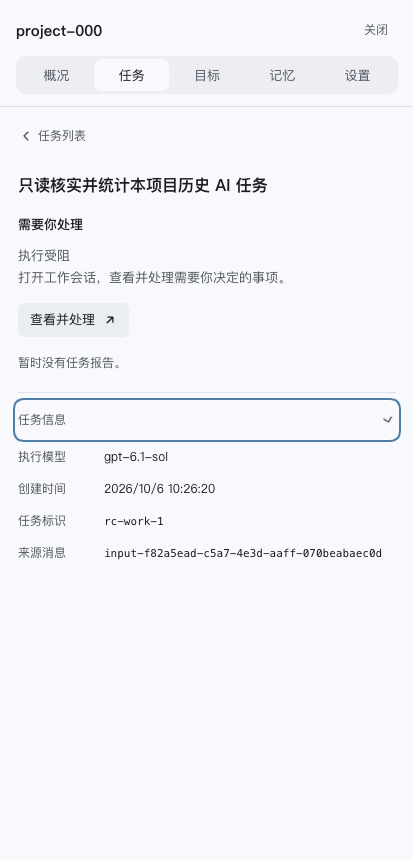 project-000
关闭
概况
任务
目标
记忆
设置
任务列表
只读核实并统计本项目历史 AI 任务
需要你处理
执行受阻
打开工作会话，查看并处理需要你决定的事项。
查看并处理
暂时没有任务报告。
任务信息
执行模型 gpt-6.1-sol
创建时间 2026/10/6 10:26:20
任务标识 rc-work-1
来源消息 input-f82a5ead-c5a7-4e3d-aaff-070beabaec0d